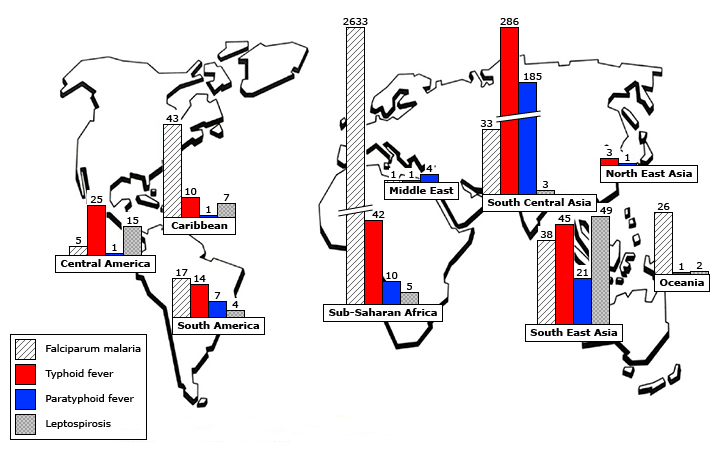 2633
286
185
43
33
3
3
1
North East Asia
1
1
4
Middle East
10
1
7
Caribbean
South Central Asia
25
5
1
15
Central America
42
10
5
Sub-Saharan Africa
38
45
21
49
South East Asia
26
1
2
Oceania
17
14
7
4
South America
Falciparum malaria
Typhoid fever
Paratyphoid fever
Leptospirosis